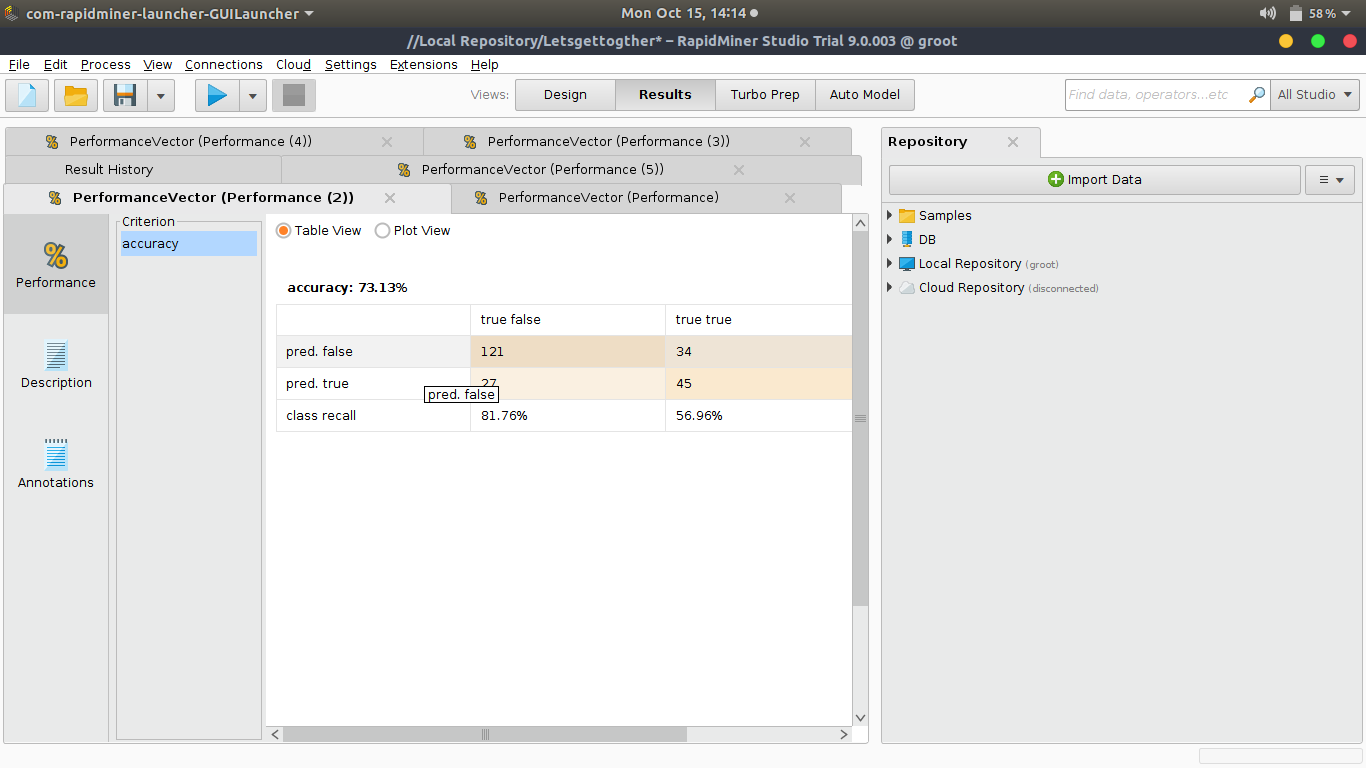 com-rapidminer-launcher-GUILauncher
Mon Oct 15, 14:14
58%
//Local Repository/Letsgettogther* – RapidMiner Studio Trial 9.0.003 @ groot
File Edit Process View Connections Cloud Settings Extensions Help
Views: Design Results Turbo Prep Auto Model
Find data, operators...etc
All Studio
PerformanceVector (Performance (4))
PerformanceVector (Performance (3))
Result History
PerformanceVector (Performance (5))
PerformanceVector (Performance (2))
PerformanceVector (Performance)
Performance
Description
Annotations
Criterion
accuracy
Table View Plot View
accuracy: 73.13%
true false true true
pred. false 121 34
pred. true 27 45
pred. false
class recall 81.76% 56.96%
Repository
Import Data
Samples
DB
Local Repository (groot)
Cloud Repository (disconnected)